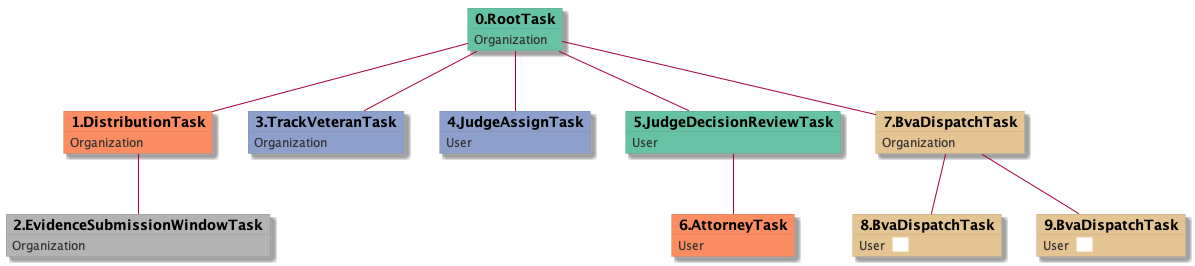 0.RootTask
Organization
1.DistributionTask
Organization
3.TrackVeteranTask
Organization
4.JudgeAssignTask
User
5.JudgeDecisionReviewTask
User
7.BvaDispatchTask
Organization
2.EvidenceSubmissionWindowTask
Organization
6.AttorneyTask
User
8.BvaDispatchTask
User
9.BvaDispatchTask
User